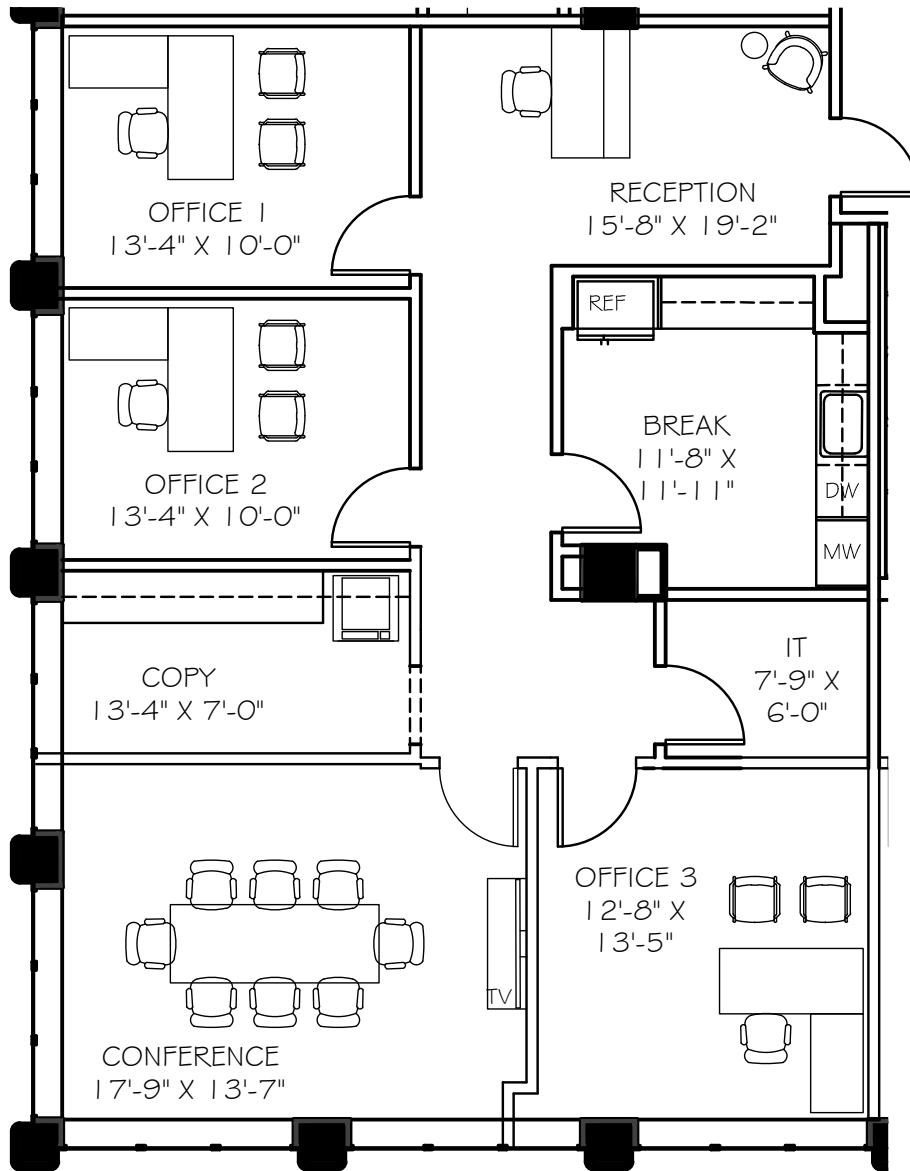 OFFICE 1
13'-4" X 10'-0"
RECEPTION
15'-8" X 19'-2"
REF
BREAK
11'-8" X
11'-11"
DW
MW
OFFICE 2
13'-4" X 10'-0"
COPY
13'-4" X 7'-0"
IT
7'-9" X
6'-0"
OFFICE 3
12'-8" X
13'-5"
TV
CONFERENCE
17'-9" X 13'-7"